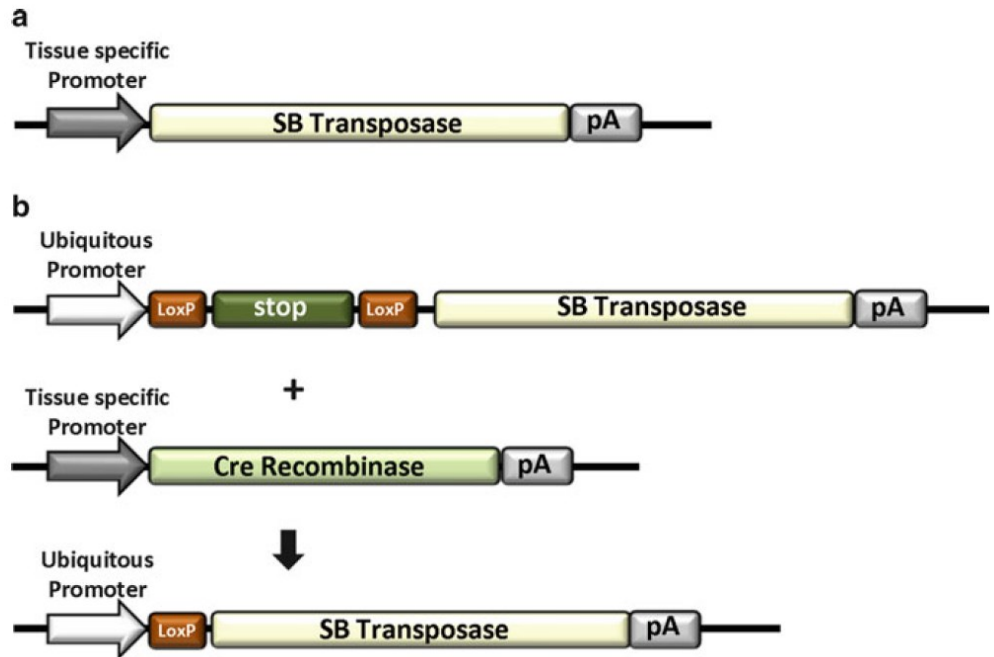 a
Tissue specific
Promoter
SB Transposase
pA
b
Ubiquitous
Promoter
LoxP
stop
LoxP
SB Transposase
pA
+
Tissue specific
Promoter
Cre Recombinase
pA
Ubiquitous
Promoter
LoxP
SB Transposase
pA